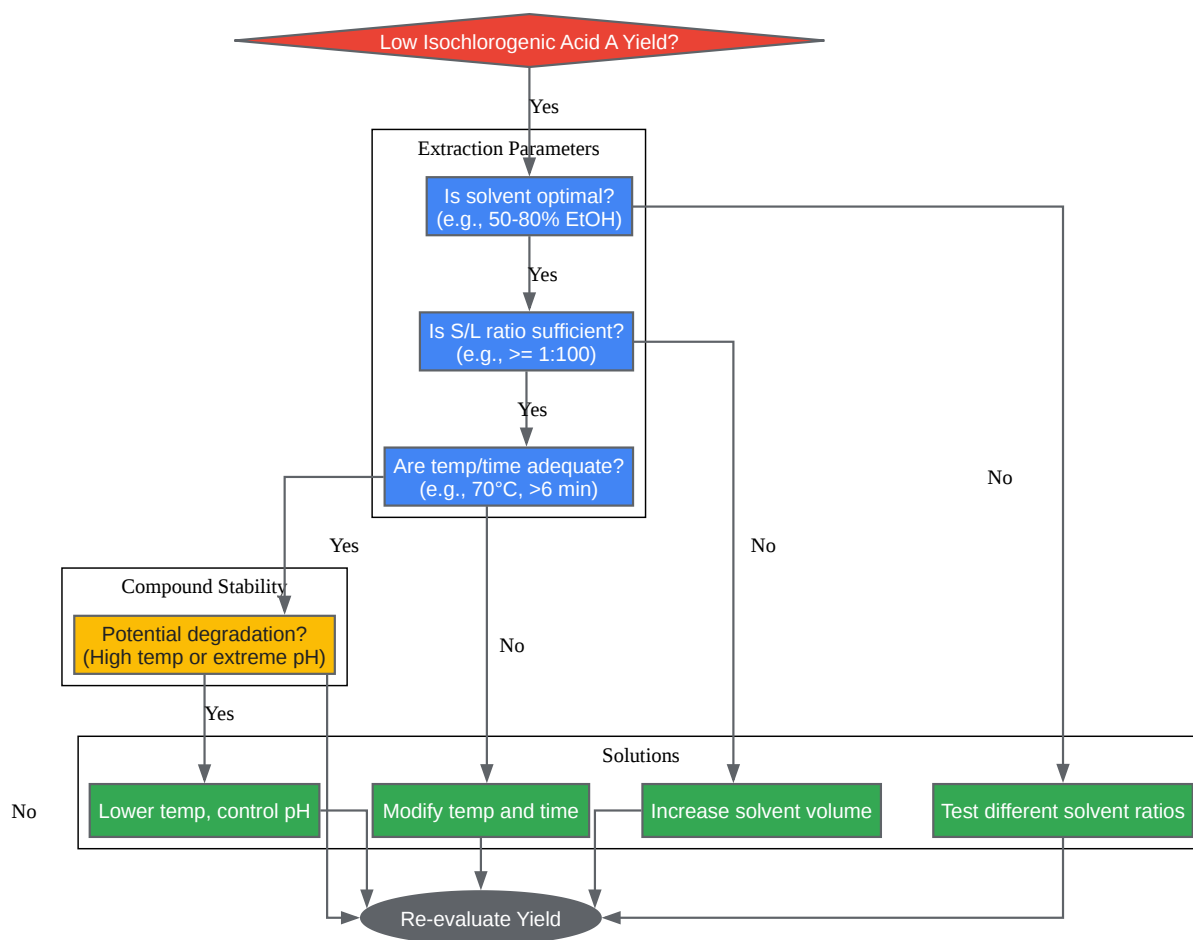 Low Isochlorogenic Acid A Yield?
Yes
Extraction Parameters
Is solvent optimal?
(e.g., 50-80% EtOH)
Yes
Is S/L ratio sufficient?
(e.g., >= 1:100)
Yes
Are temp/time adequate?
(e.g., 70°C, >6 min)
No
Yes
No
Compound Stability
Potential degradation?
(High temp or extreme pH)
No
Yes
Solutions
No
Lower temp, control pH
Modify temp and time
Increase solvent volume
Test different solvent ratios
Re-evaluate Yield